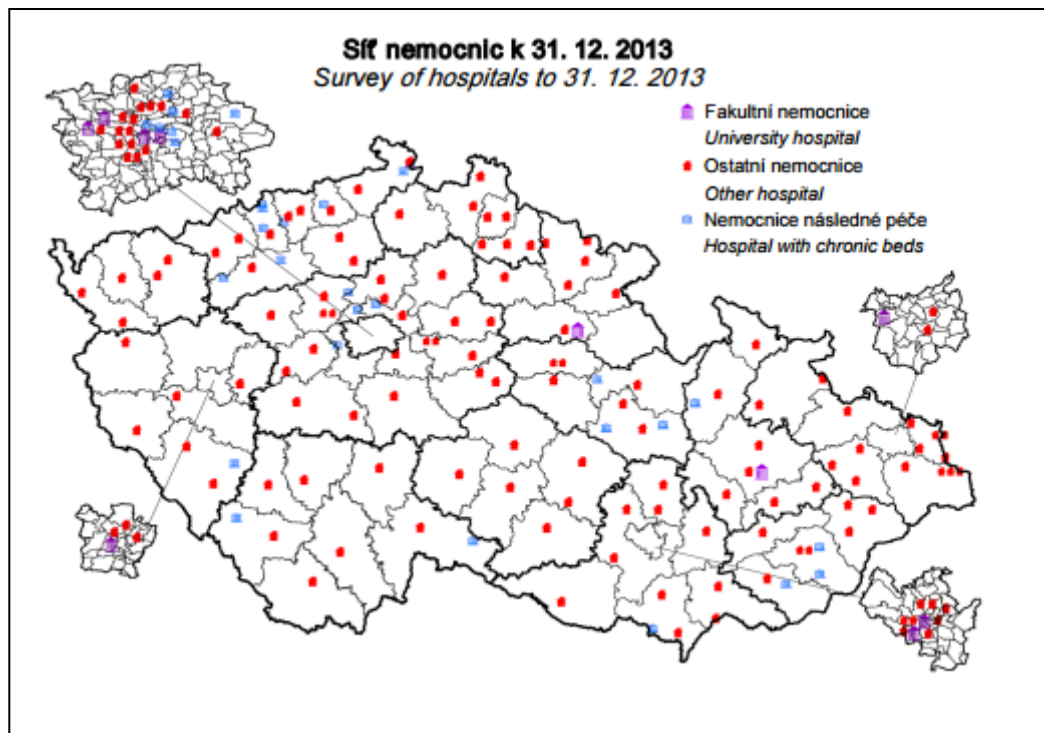 Síť nemocnic k 31. 12. 2013
Survey of hospitals to 31. 12. 2013
Fakultní nemocnice
University hospital
Ostatní nemocnice
Other hospital
Nemocnice následné péče
Hospital with chronic beds